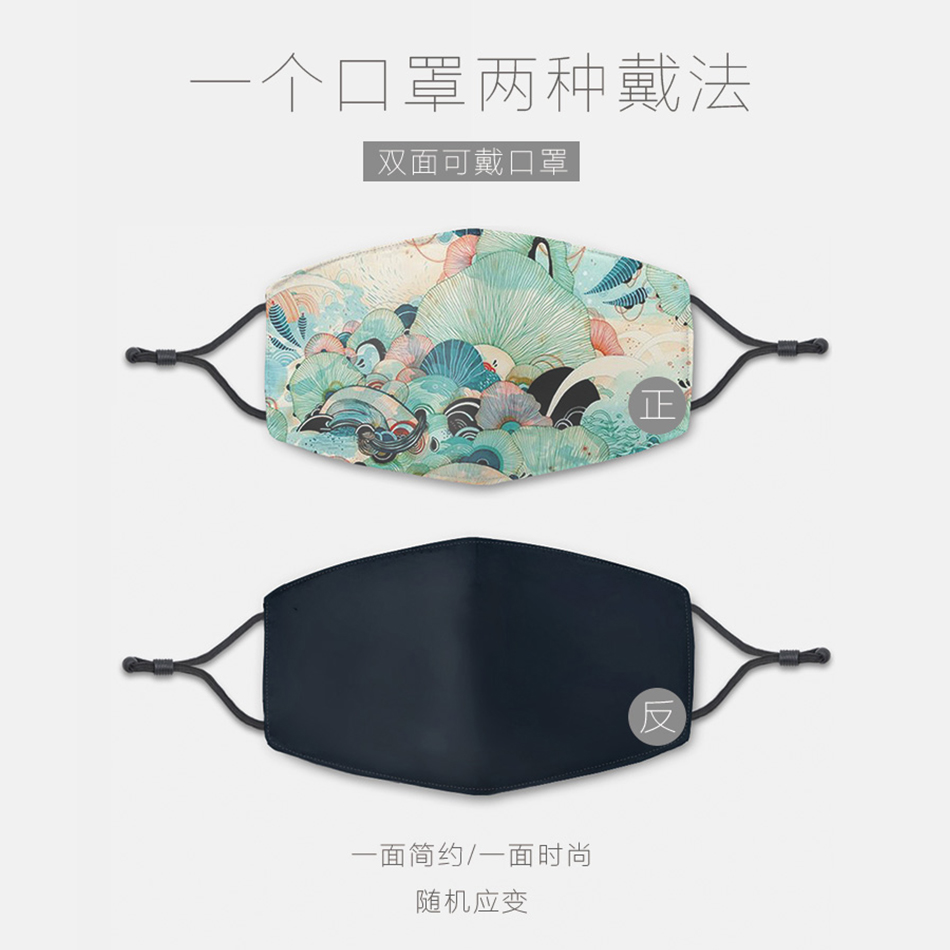 一个口罩两种戴法
双面可戴口罩
正
反
一面简约/一面时尚
随机应变